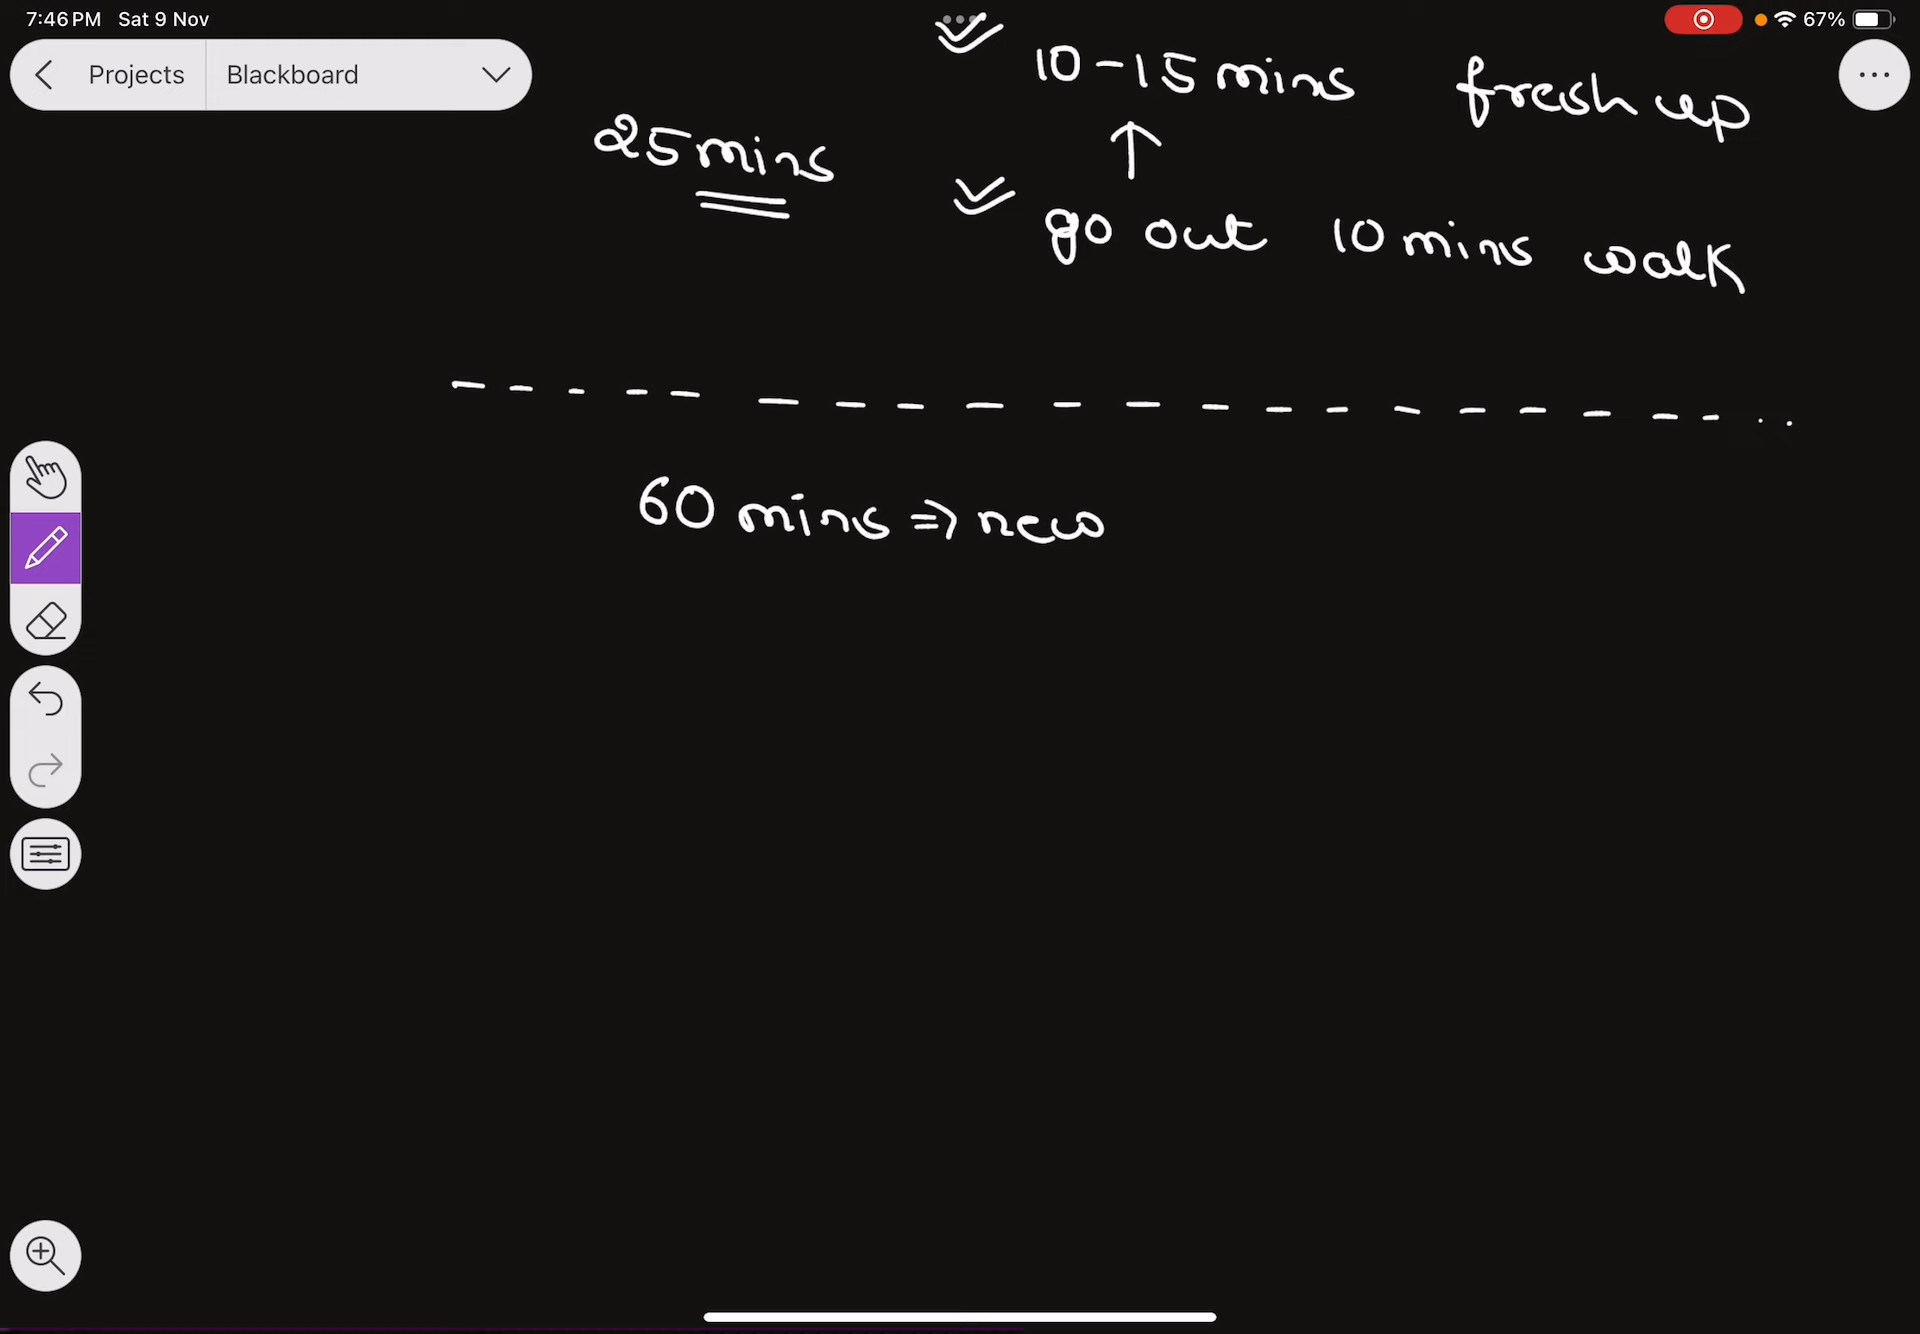 7:46 PM Sat 9 Nov
67%
Projects
Blackboard
10-15 mins fresh up
25 mins
go out 10 mins walk
60 mins ⇒ new